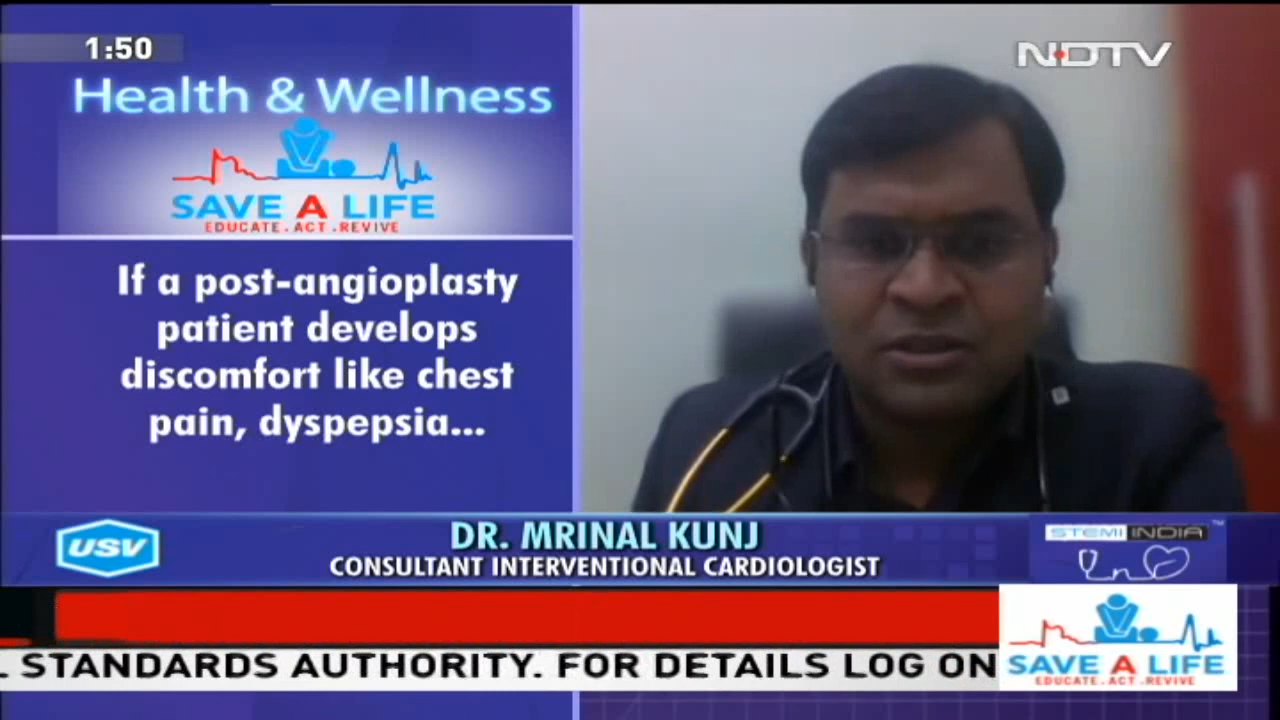 1:50
NDTV
Health & Wellness
SAVE A LIFE
EDUCATE . ACT . REVIVE
If a post-angioplasty
patient develops
discomfort like chest
pain, dyspepsia...
USV
DR. MRINAL KUNJ
CONSULTANT INTERVENTIONAL CARDIOLOGIST
STEMI INDIA™
STANDARDS AUTHORITY. FOR DETAILS LOG ON
SAVE A LIFE
EDUCATE . ACT . REVIVE